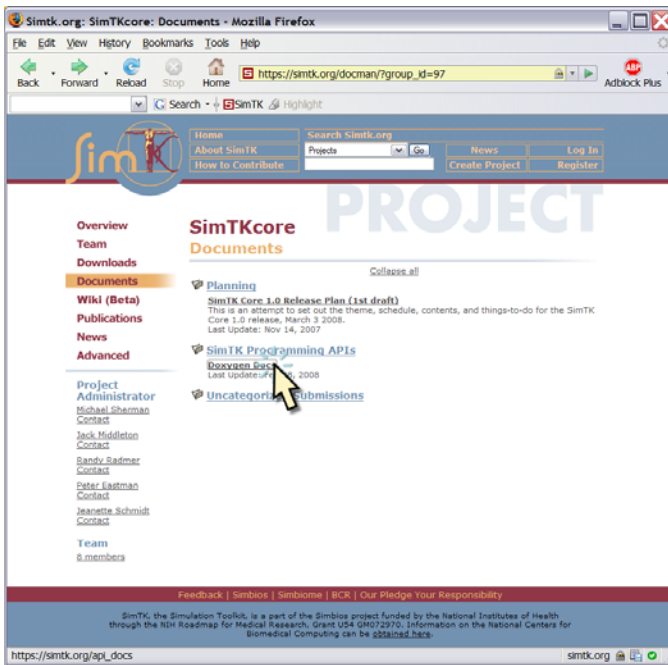 Simtk.org: SimTKcore: Documents - Mozilla Firefox
File Edit View History Bookmarks Tools Help
Back Forward Reload Stop Home https://simtk.org/docman/?group_id=97 ABP Adblock Plus
G Search SimTK Highlight
SimTK
Home Search Simtk.org
About SimTK Projects Go News Log In
How to Contribute Create Project Register
PROJECT
Overview
Team
Downloads
Documents
Wiki (Beta)
Publications
News
Advanced
Project
Administrator
Michael Sherman
Contact
Jack Middleton
Contact
Randy Radmer
Contact
Peter Eastman
Contact
Jeanette Schmidt
Contact
Team
8 members
SimTKcore
Documents
Collapse all
Planning
SimTK Core 1.0 Release Plan (1st draft)
This is an attempt to set out the theme, schedule, contents, and things-to-do for the SimTK
Core 1.0 release, March 3 2008.
Last Update: Nov 14, 2007
SimTK Programming APIs
Doxygen Docs
Last Update: 2008
Uncategorized Submissions
Feedback | Simbios | Simbiome | BCR | Our Pledge Your Responsibility
SimTK, the Simulation Toolkit, is a part of the Simbios project funded by the National Institutes of Health
through the NIH Roadmap for Medical Research, Grant U54 GM072970. Information on the National Centers for
Biomedical Computing can be obtained here.
https://simtk.org/api_docs simtk.org